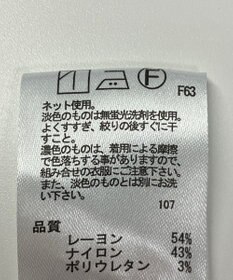 F
F63
ネット使用。
淡色のものは無蛍光洗剤を使用。
よくすすぎ、絞りの後すぐに干
すこと。
濃色のものは、着用による摩擦
で色落ちする事がありますので、
組み合せの衣服にご注意下さい。
また、淡色のものとは別にお洗
い下さい。
107
品質
レーヨン 54%
ナイロン 43%
ポリウレタン 3%